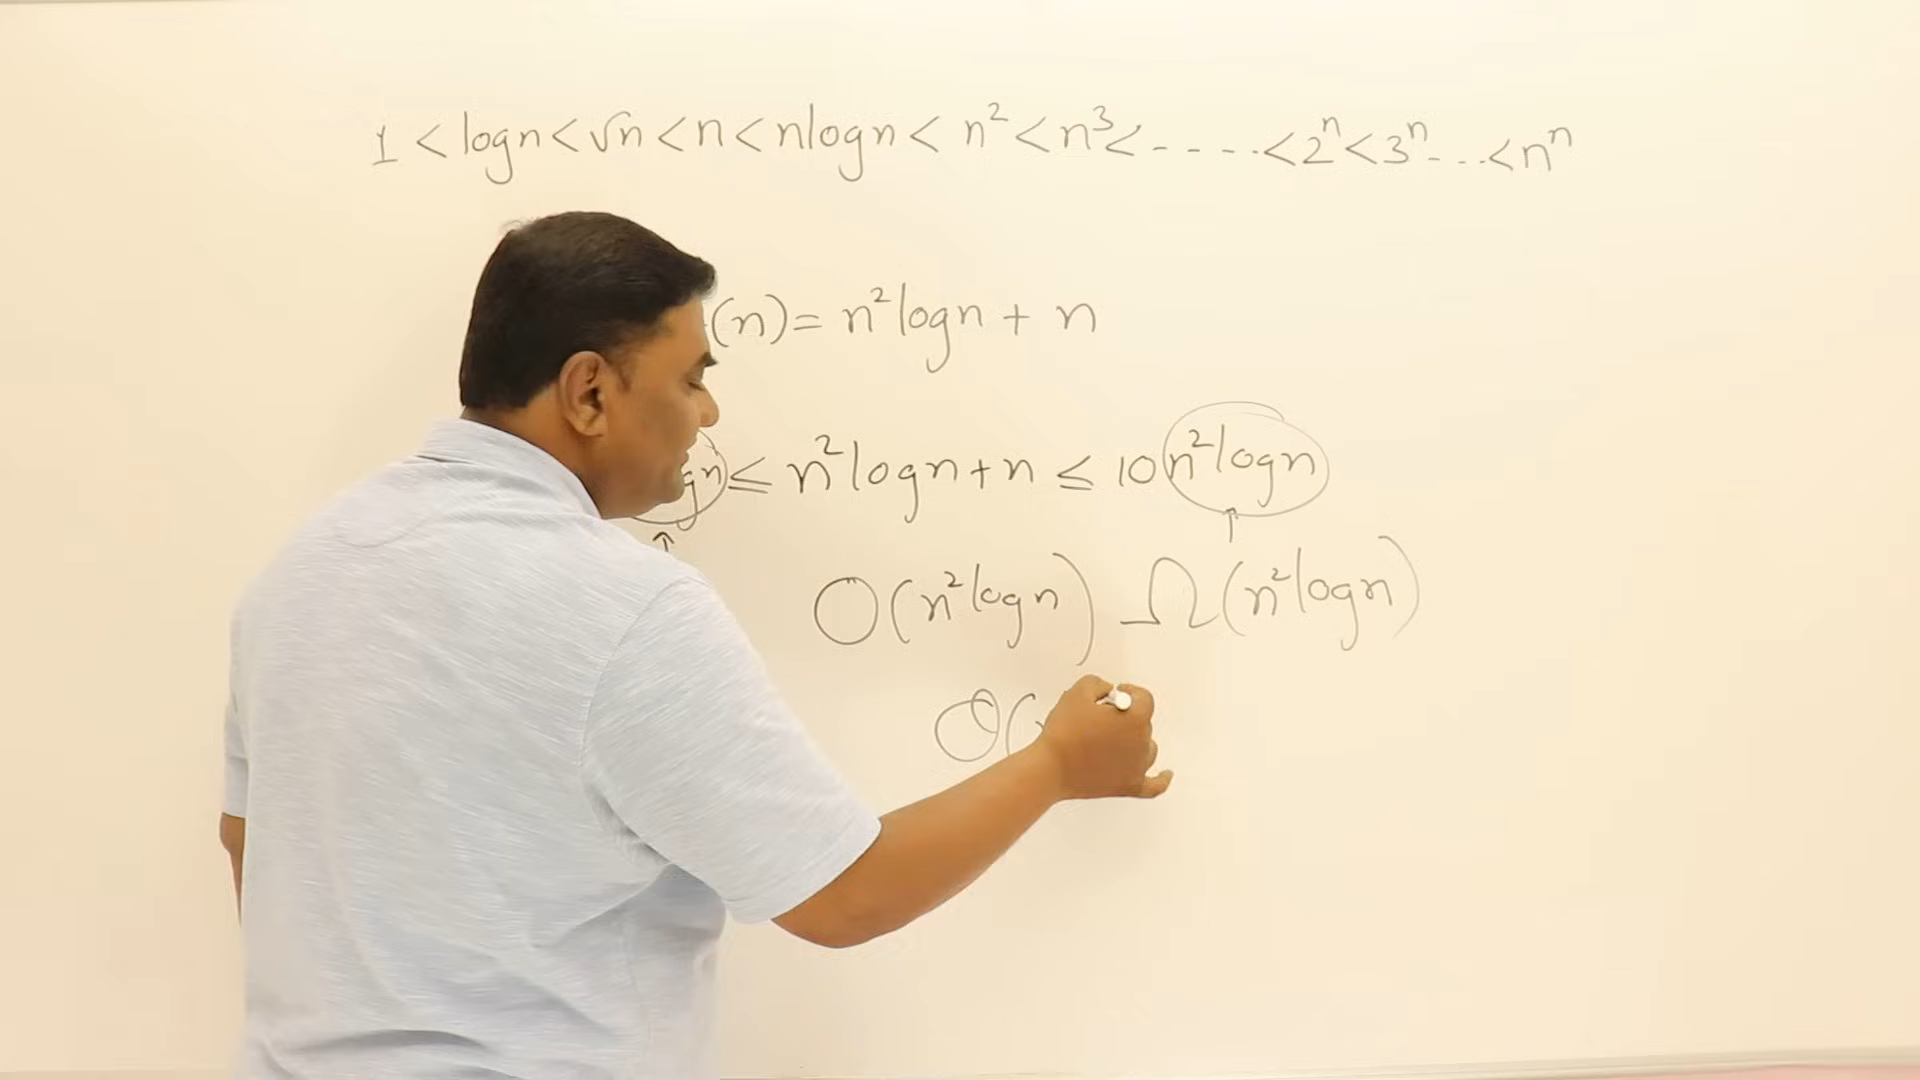 1 < logn < √n < n < nlogn < n² < n³ < - - - - < 2ⁿ < 3ⁿ - - - < nⁿ
(n) = n²logn + n
gn ≤ n²logn + n ≤ 10 n²logn
O(n²logn) Ω(n²logn)